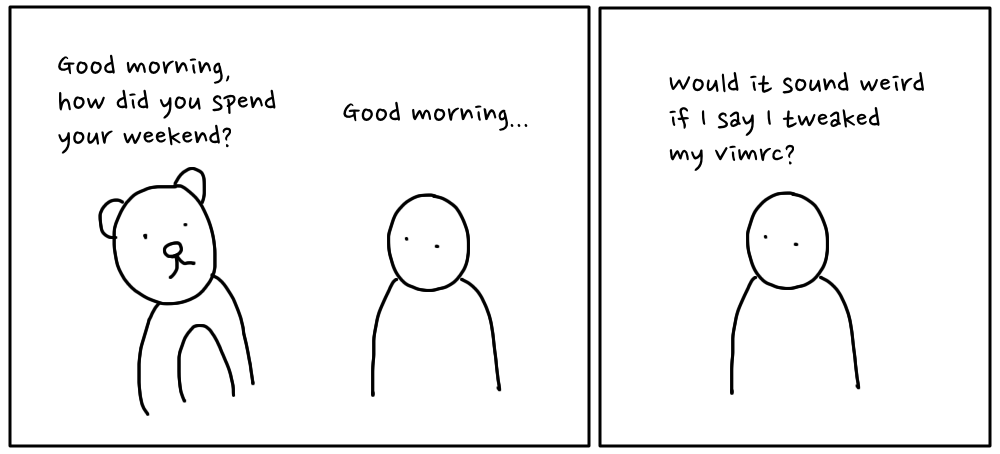 Good morning,
how did you spend
your weekend?
Good morning...
Would it sound weird
if I say I tweaked
my vimrc?